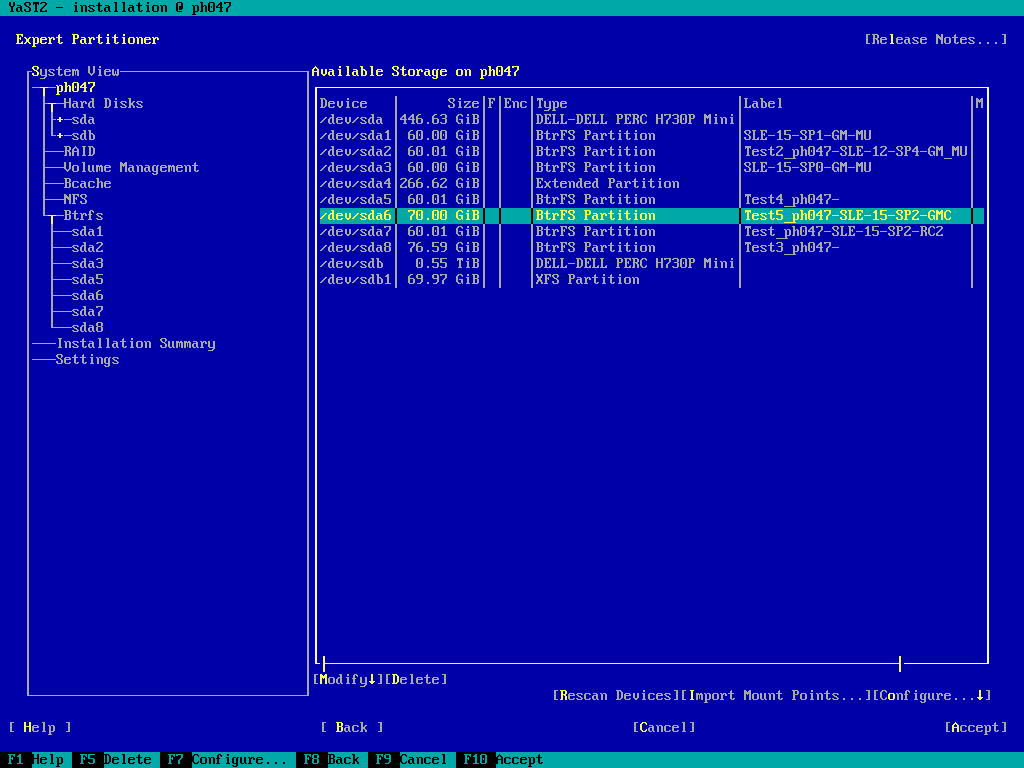 YaST2 - installation @ ph047
Expert Partitioner [Release Notes...]
System View
ph047
Hard Disks
sda
sdb
RAID
Volume Management
Bcache
NFS
Btrfs
sda1
sda2
sda3
sda5
sda6
sda7
sda8
Installation Summary
Settings
Available Storage on ph047
Device | Size|F|Enc|Type |Label |M
/dev/sda |446.63 GiB| | |DELL-DELL PERC H730P Mini| |
/dev/sda1| 60.00 GiB| | |BtrFS Partition |SLE-15-SP1-GM-MU |
/dev/sda2| 60.01 GiB| | |BtrFS Partition |Test2_ph047-SLE-12-SP4-GM_MU|
/dev/sda3| 60.00 GiB| | |BtrFS Partition |SLE-15-SP0-GM-MU |
/dev/sda4|266.62 GiB| | |Extended Partition | |
/dev/sda5| 60.01 GiB| | |BtrFS Partition |Test4_ph047- |
/dev/sda6| 70.00 GiB| | |BtrFS Partition |Test5_ph047-SLE-15-SP2-GMC |
/dev/sda7| 60.01 GiB| | |BtrFS Partition |Test_ph047-SLE-15-SP2-RC2 |
/dev/sda8| 76.59 GiB| | |BtrFS Partition |Test3_ph047- |
/dev/sdb | 0.55 TiB| | |DELL-DELL PERC H730P Mini| |
/dev/sdb1| 69.97 GiB| | |XFS Partition | |
[Modify↓][Delete]
[Rescan Devices][Import Mount Points...][Configure...↓]
[ Help ] [ Back ] [Cancel] [Accept]
F1 Help F5 Delete F7 Configure... F8 Back F9 Cancel F10 Accept